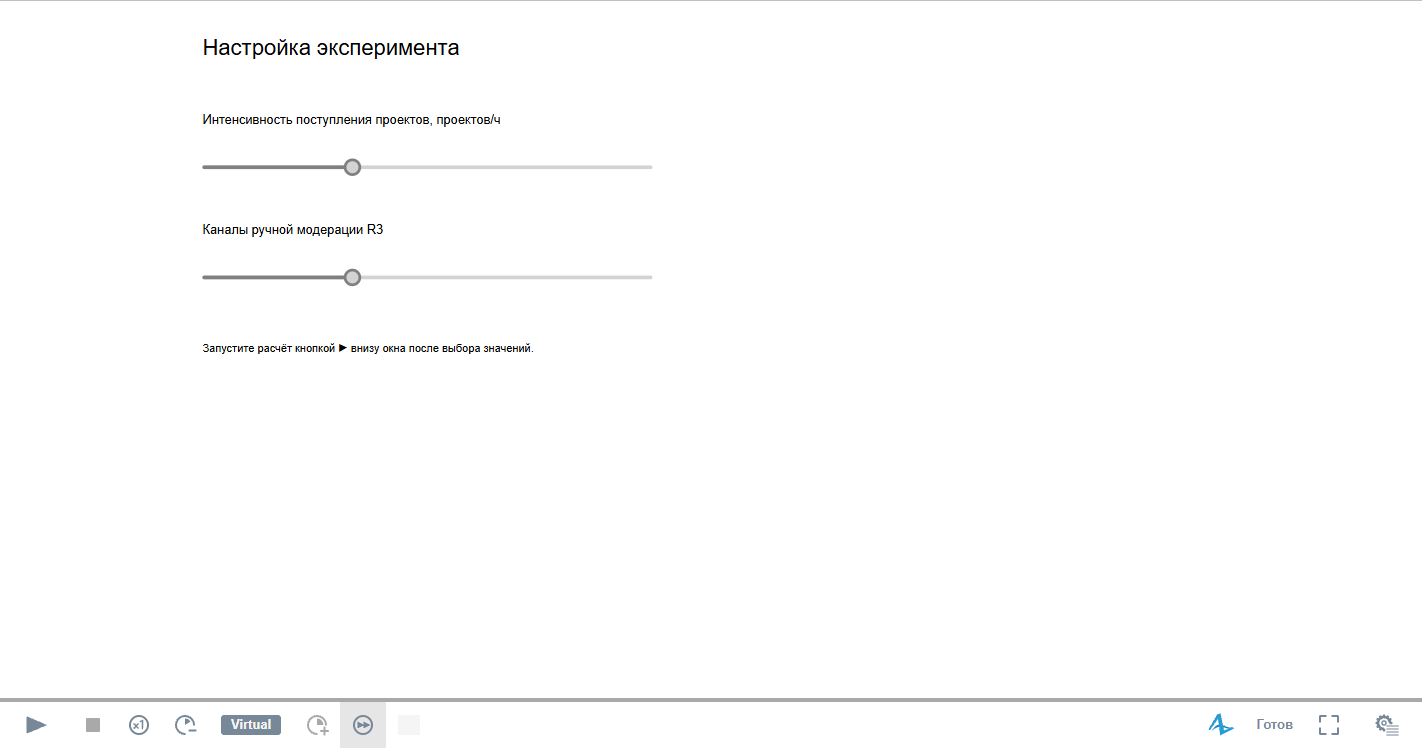 Настройка эксперимента
Интенсивность поступления проектов, проектов/ч
Каналы ручной модерации R3
Запустите расчёт кнопкой ► внизу окна после выбора значений.
x1 Virtual Готов